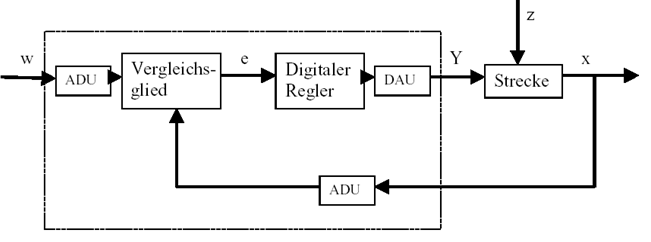 z
w
ADU
Vergleichs-
glied
e
Digitaler
Regler
DAU
Y
Strecke
x
ADU